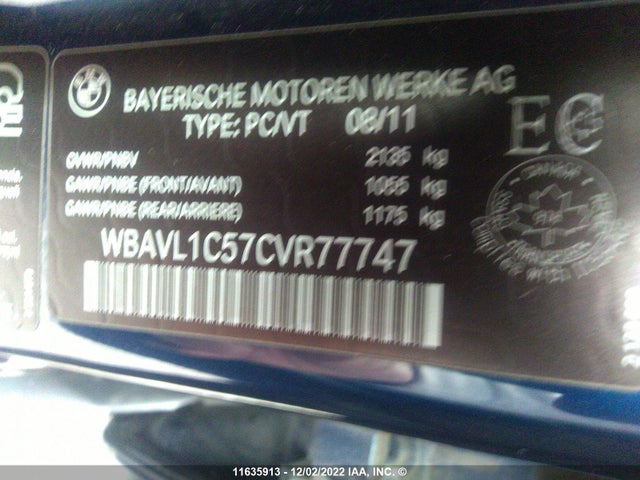 BAYERISCHE MOTOREN WERKE AG
TYPE: PC/VT 08/11
EC
GVWR/PNBV 2135 kg
GAWR/PNBE (FRONT/AVANT) 1055 kg
GAWR/PNBE (REAR/ARRIERE) 1175 kg
WBAVL1C57CVR77747
11635913 - 12/02/2022 IAA, INC. ©